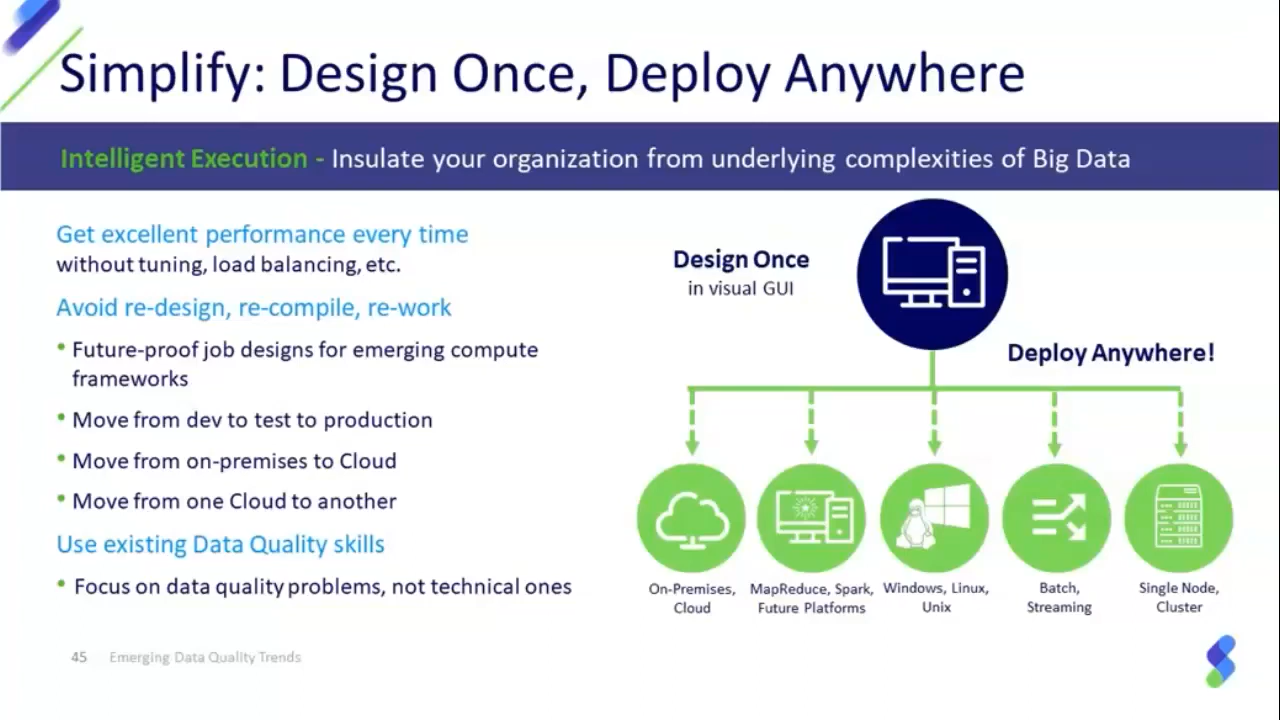 Simplify: Design Once, Deploy Anywhere
Intelligent Execution - Insulate your organization from underlying complexities of Big Data
Get excellent performance every time
without tuning, load balancing, etc.
Avoid re-design, re-compile, re-work
• Future-proof job designs for emerging compute
frameworks
• Move from dev to test to production
• Move from on-premises to Cloud
• Move from one Cloud to another
Use existing Data Quality skills
• Focus on data quality problems, not technical ones
Design Once
in visual GUI
Deploy Anywhere!
On-Premises,
Cloud
MapReduce, Spark,
Future Platforms
Windows, Linux,
Unix
Batch,
Streaming
Single Node,
Cluster
45 Emerging Data Quality Trends